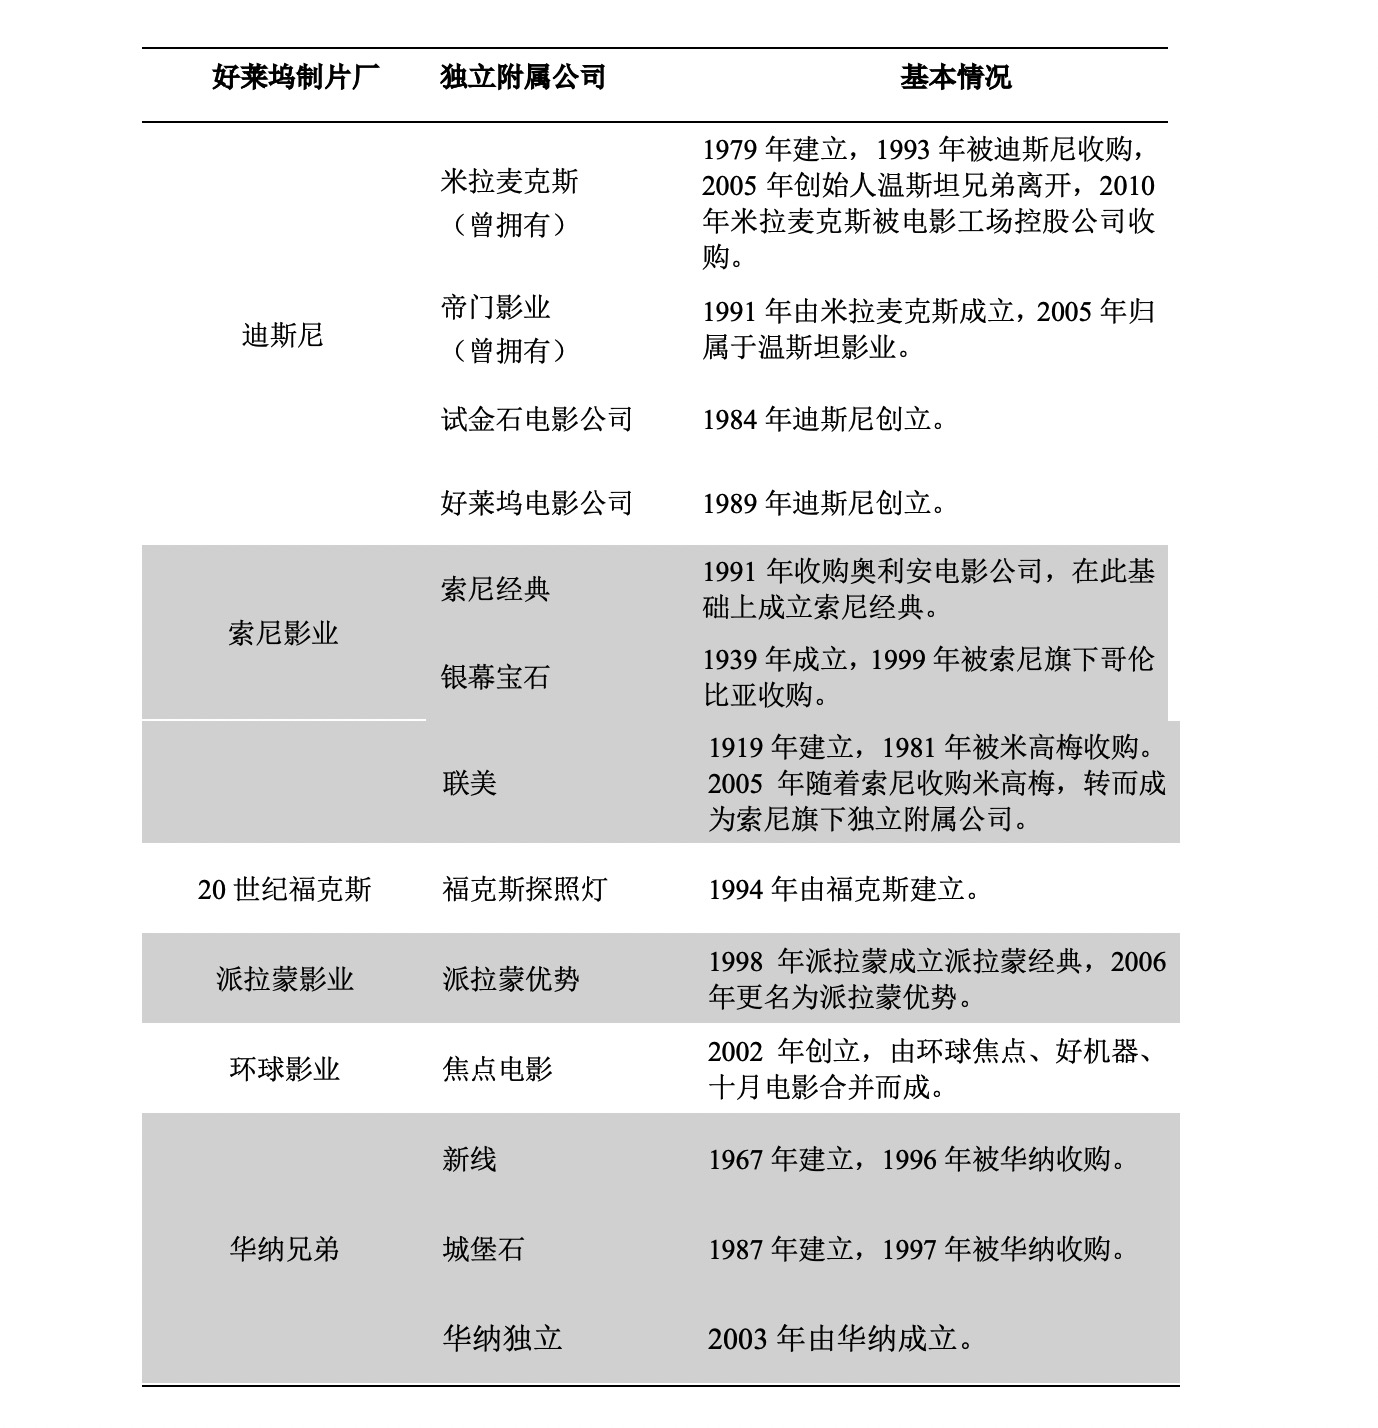 好莱坞制片厂 独立附属公司 基本情况
米拉麦克斯
（曾拥有）
1979 年建立，1993 年被迪斯尼收购，
2005 年创始人温斯坦兄弟离开，2010
年米拉麦克斯被电影工场控股公司收
购。
迪斯尼
帝门影业
（曾拥有）
1991 年由米拉麦克斯成立，2005 年归
属于温斯坦影业。
试金石电影公司 1984 年迪斯尼创立。
好莱坞电影公司 1989 年迪斯尼创立。
索尼影业
索尼经典
1991 年收购奥利安电影公司，在此基
础上成立索尼经典。
银幕宝石
1939 年成立，1999 年被索尼旗下哥伦
比亚收购。
联美
1919 年建立，1981 年被米高梅收购。
2005 年随着索尼收购米高梅，转而成
为索尼旗下独立附属公司。
20 世纪福克斯 福克斯探照灯 1994 年由福克斯建立。
派拉蒙影业 派拉蒙优势
1998 年派拉蒙成立派拉蒙经典，2006
年更名为派拉蒙优势。
环球影业 焦点电影
2002 年创立，由环球焦点、好机器、
十月电影合并而成。
新线 1967 年建立，1996 年被华纳收购。
华纳兄弟 城堡石 1987 年建立，1997 年被华纳收购。
华纳独立 2003 年由华纳成立。